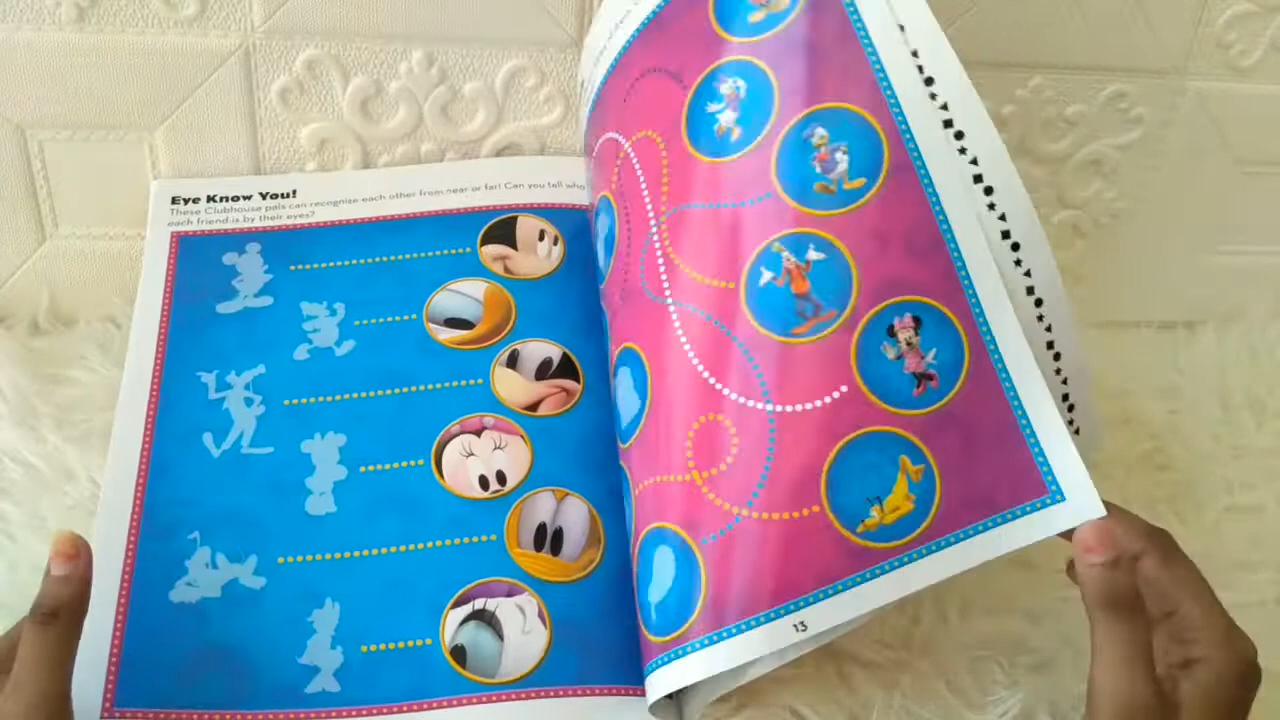 Eye Know You!
These Clubhouse pals can recognize each other from near or far! Can you tell who
each friend is by their eyes?
13